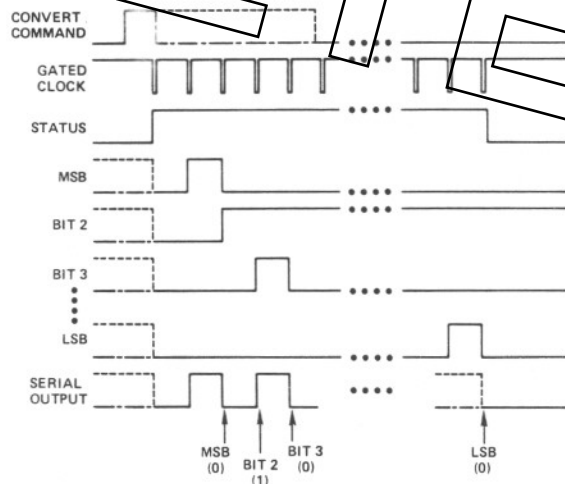 CONVERT
COMMAND
GATED
CLOCK
STATUS
MSB
BIT 2
BIT 3
LSB
SERIAL
OUTPUT
MSB
(0)
BIT 2
(1)
BIT 3
(0)
LSB
(0)